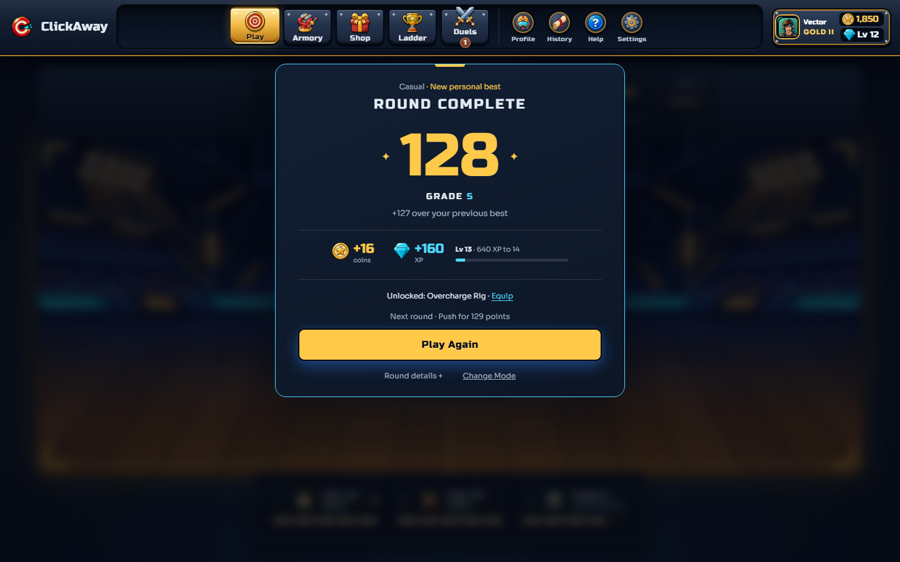 ClickAway
Play
Armory
Shop
Ladder
Duels
1
Profile
History
Help
Settings
Vector
GOLD II
1,850
Lv 12
Casual · New personal best
ROUND COMPLETE
128
GRADE S
+127 over your previous best
+16
coins
+160
XP
Lv 13 · 640 XP to 14
Unlocked: Overcharge Rig · Equip
Next round · Push for 129 points
Play Again
Round details +
Change Mode